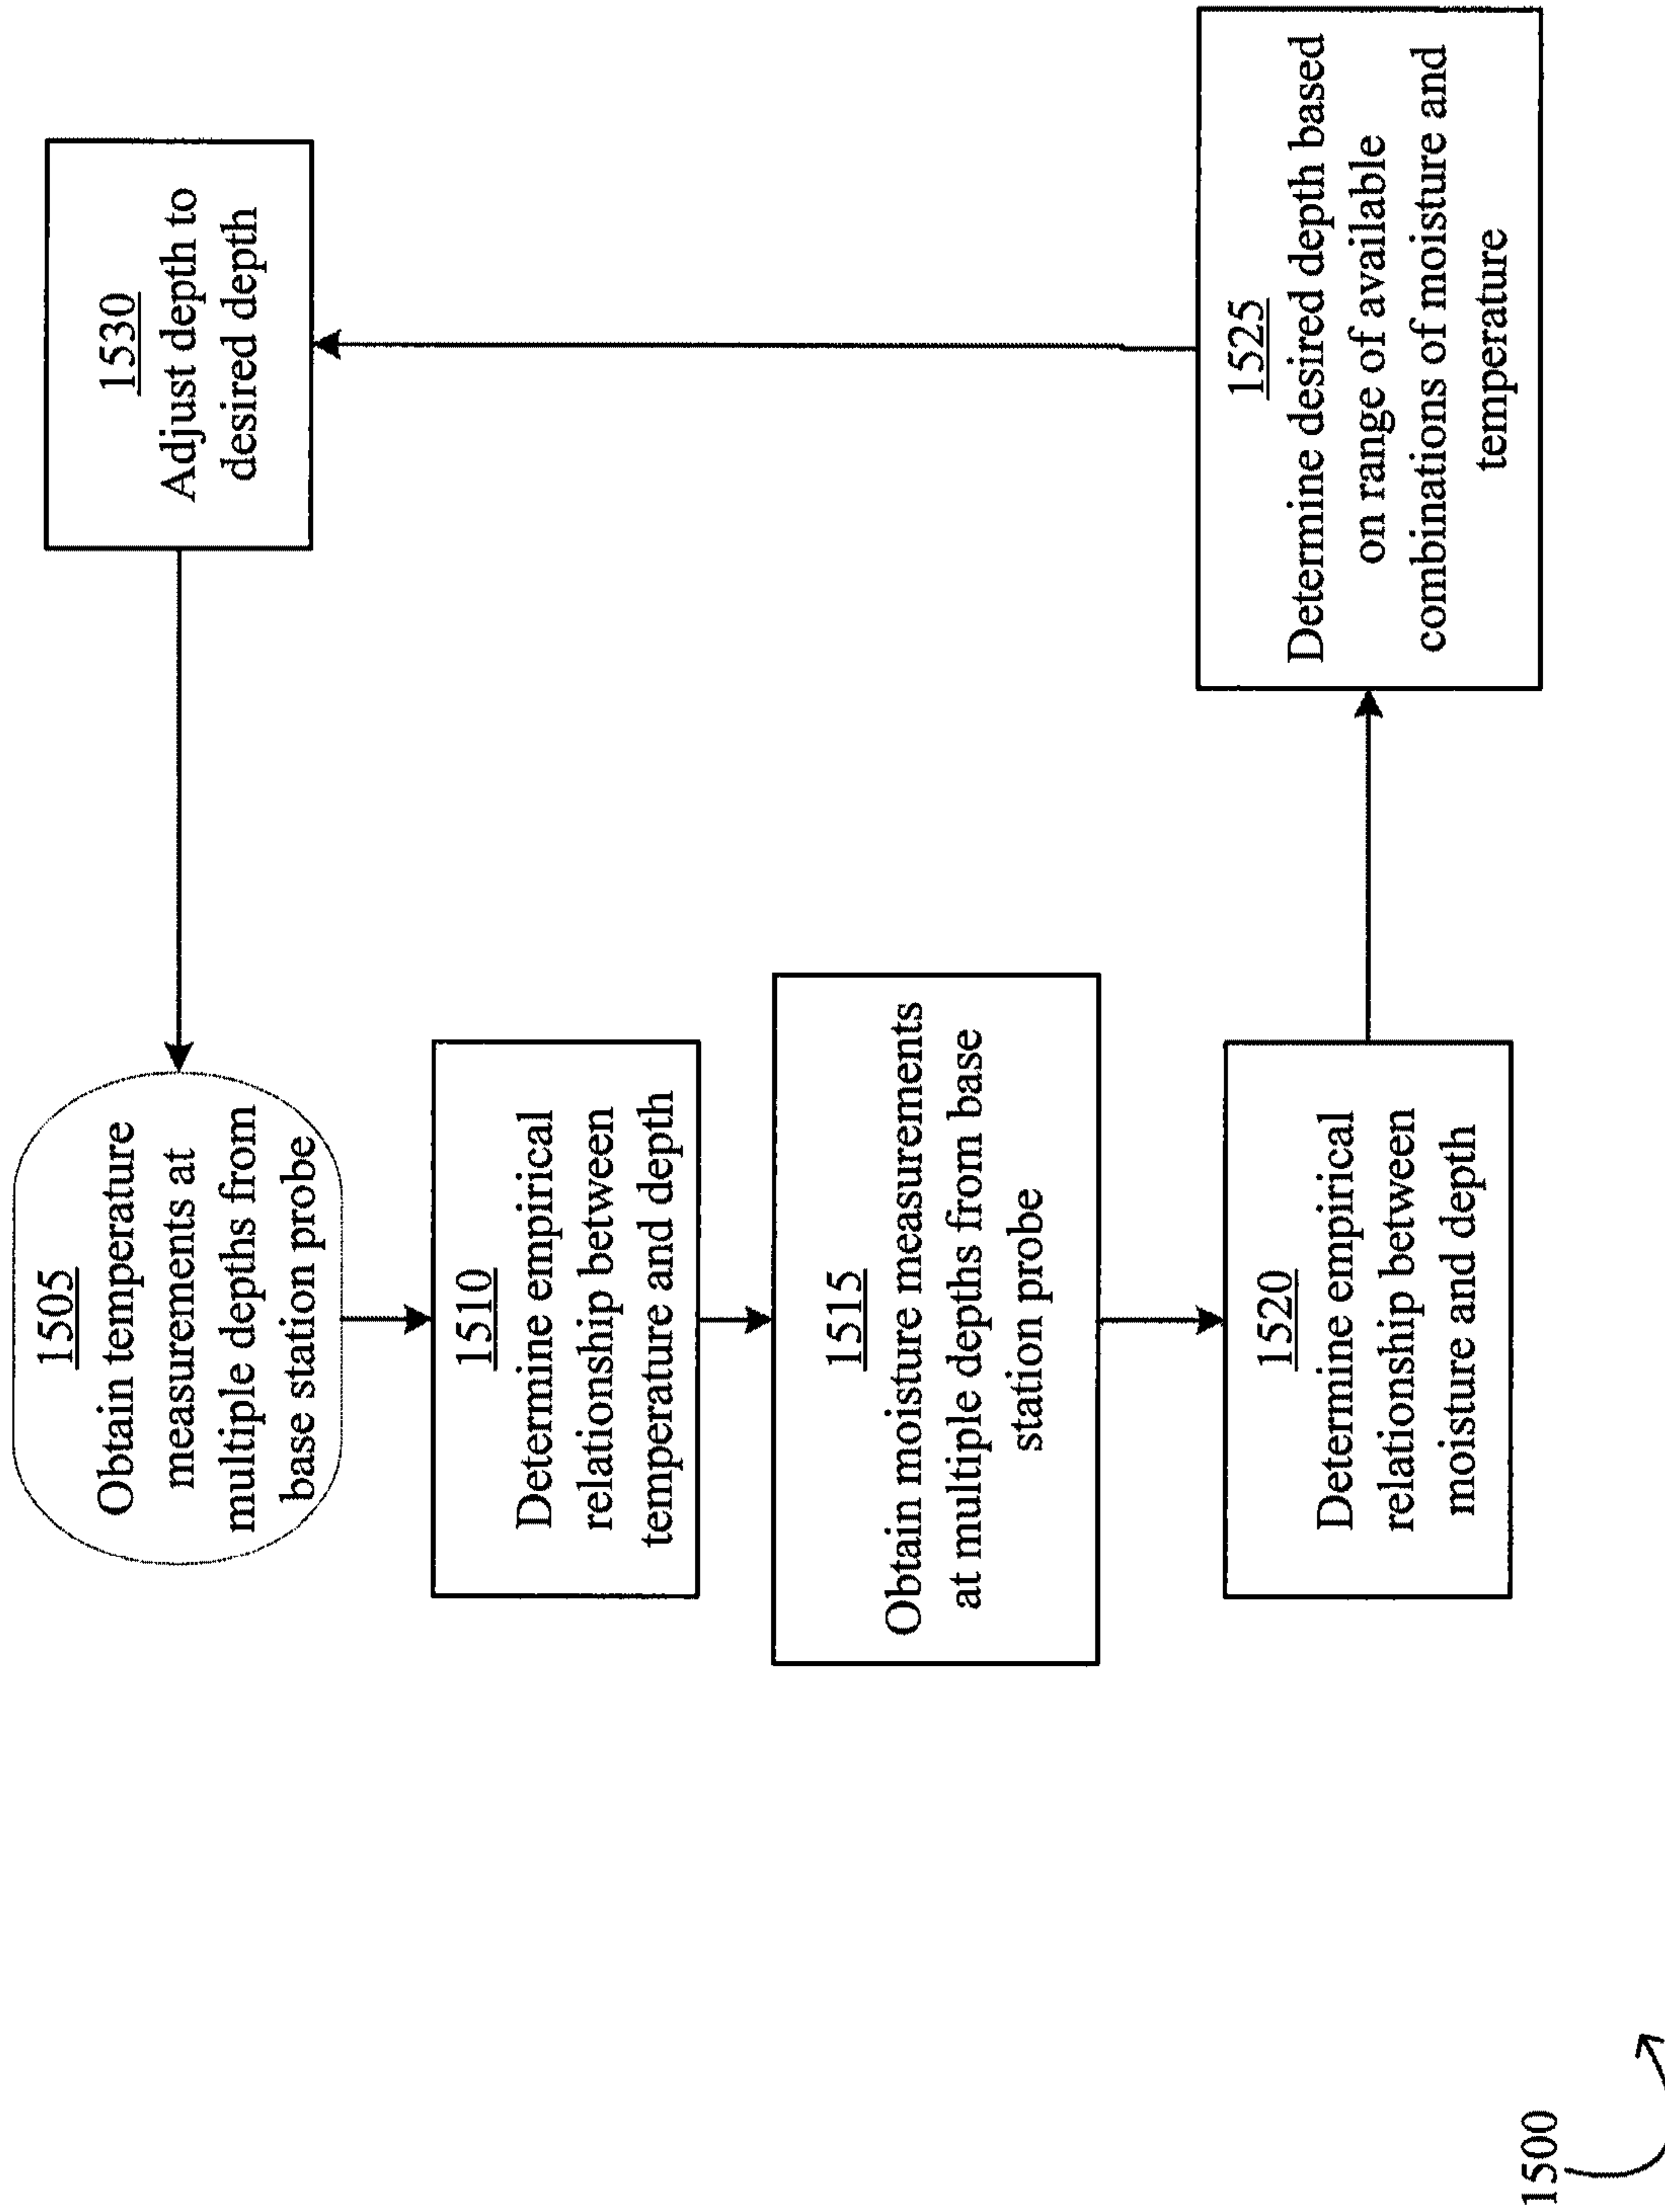 1505
Obtain temperature
measurements at
multiple depths from
base station probe
1510
Determine empirical
relationship between
temperature and depth
1515
Obtain moisture measurements
at multiple depths from base
station probe
1520
Determine empirical
relationship between
moisture and depth
1525
Determine desired depth based
on range of available
combinations of moisture and
temperature
1530
Adjust depth to
desired depth
1500